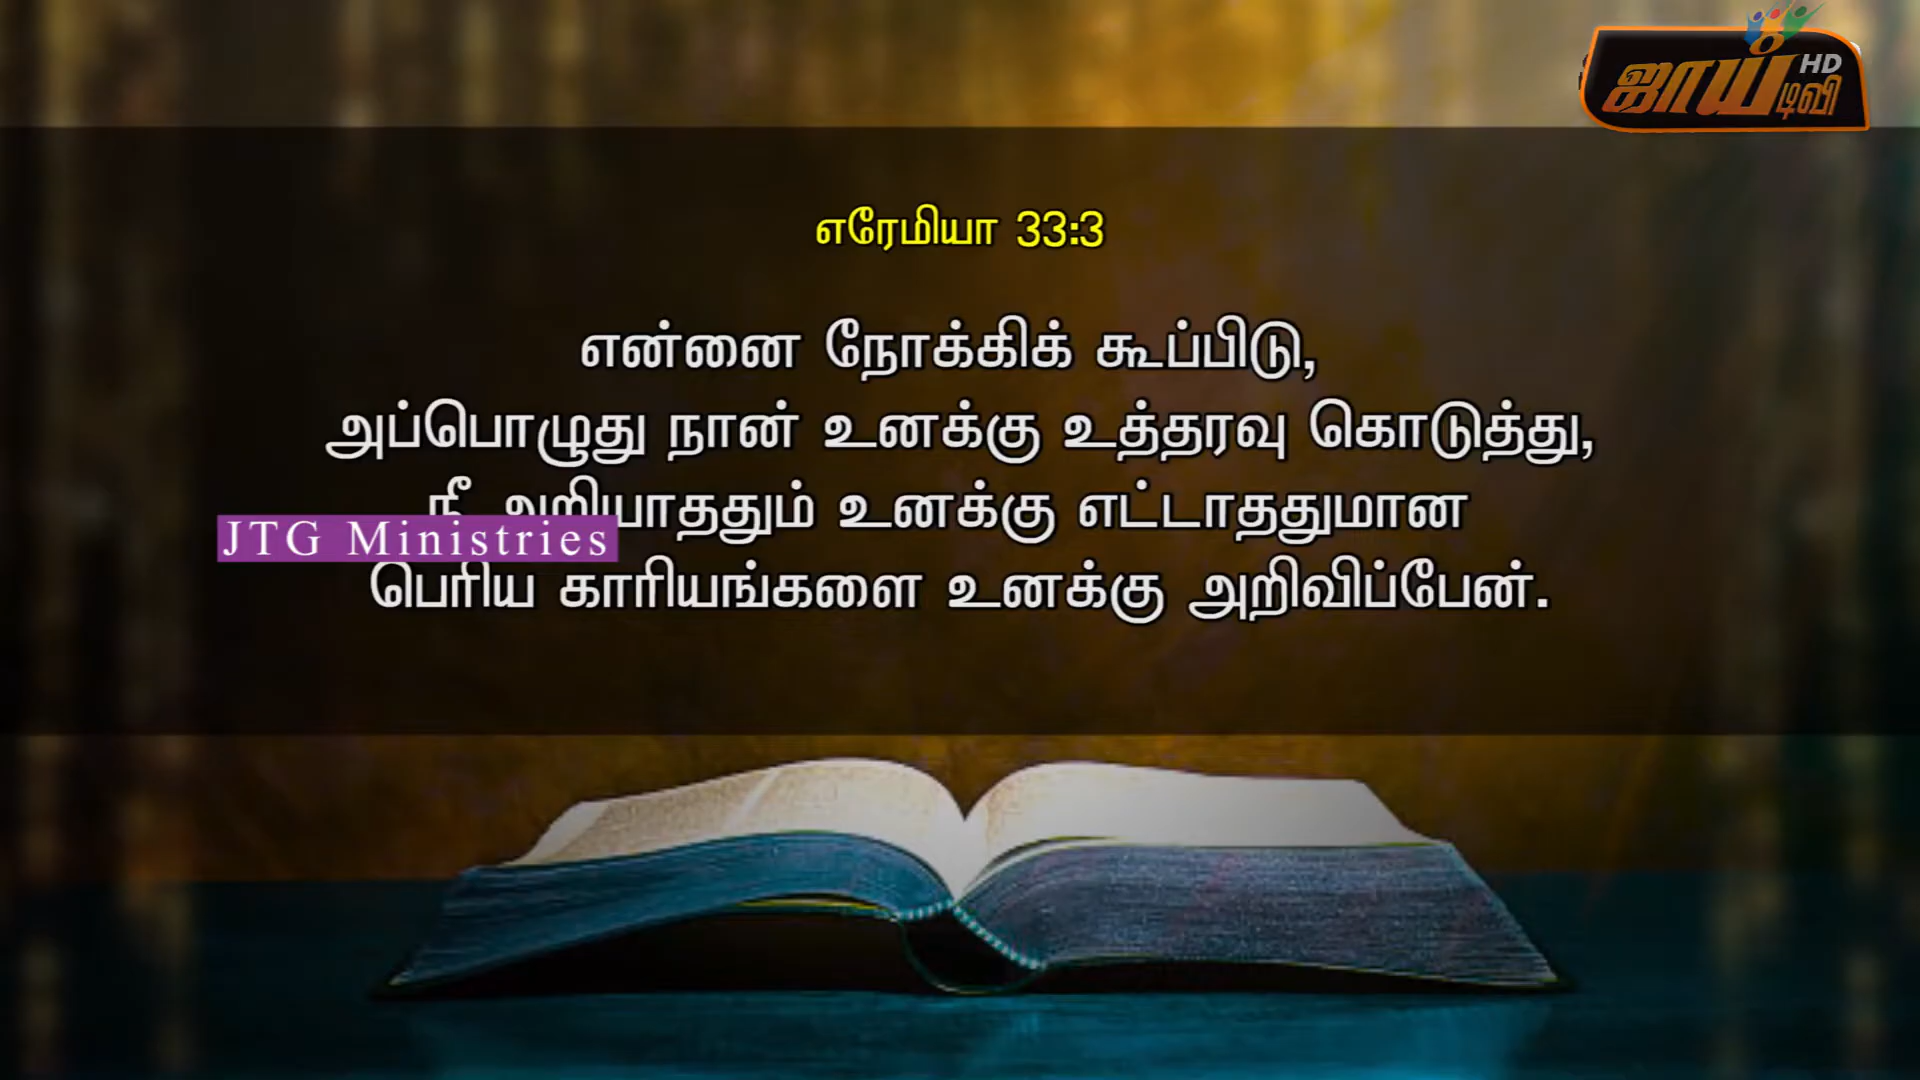 ஜாய் டிவி HD
எரேமியா 33:3
என்னை நோக்கிக் கூப்பிடு,
அப்பொழுது நான் உனக்கு உத்தரவு கொடுத்து,
நீ அறியாததும் உனக்கு எட்டாததுமான
JTG Ministries
பெரிய காரியங்களை உனக்கு அறிவிப்பேன்.